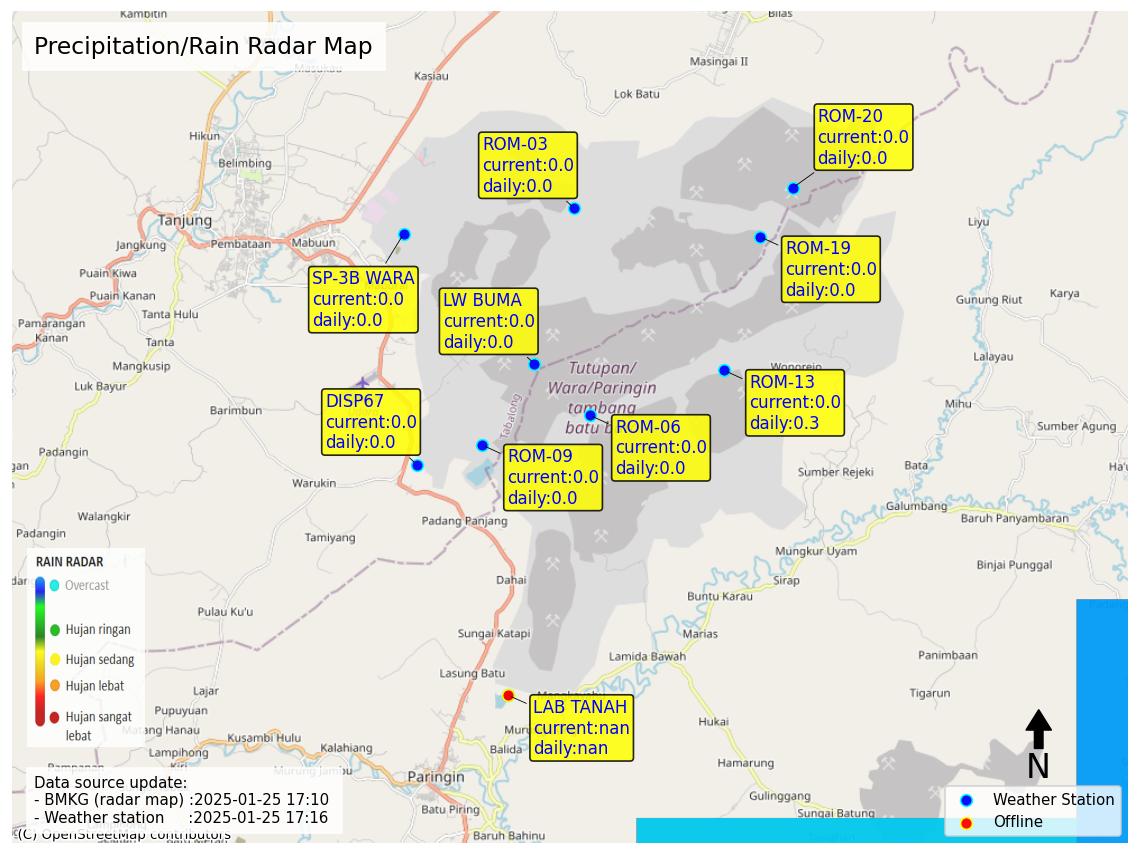 Kambitin
Bilas
Precipitation/Rain Radar Map
Masukau
Kasiau
Masingai II
Lok Batu
ROM-20
current:0.0
daily:0.0
Hikun
ROM-03
current:0.0
daily:0.0
Belimbing
Tanjung
Liyu
Jangkung
Pembataan
Mabuun
ROM-19
current:0.0
daily:0.0
Puain Kiwa
SP-3B WARA
current:0.0
daily:0.0
Puain Kanan
LW BUMA
current:0.0
daily:0.0
Gunung Riut
Karya
Tanta Hulu
Pamarangan
Kanan
Tanta
Lalayau
Mangkusip
Tutupan/
Wara/Paringin
tambang
Wonorejo
Luk Bayur
ROM-13
current:0.0
daily:0.3
DISP67
current:0.0
daily:0.0
Tabalong
Barimbun
Mihu
ROM-06
current:0.0
daily:0.0
Sumber Agung
ROM-09
current:0.0
daily:0.0
Bata
Sumber Rejeki
Warukin
Galumbang
Walangkir
Padang Panjang
Baruh Panyambaran
Padangin
Tamiyang
Mungkur Uyam
Binjai Punggal
RAIN RADAR
Overcast
Hujan ringan
Hujan sedang
Hujan lebat
Hujan sangat
lebat
Dahai
Sirap
Buntu Karau
Pulau Ku'u
Sungai Katapi
Marias
Lamida Bawah
Panimbaan
Lasung Batu
Lajar
Tigarun
LAB TANAH
current:nan
daily:nan
Pupuyuan
Hukai
Matang Hanau
Kusambi Hulu
Kalahiang
Balida
Lampihong
Hamarung
N
Murung Jambu
Paringin
Data source update:
- BMKG (radar map) :2025-01-25 17:10
- Weather station :2025-01-25 17:16
Gulinggang
Batu Piring
Sungai Batung
Weather Station
Offline
(C) OpenStreetMap contributors
Baruh Bahinu